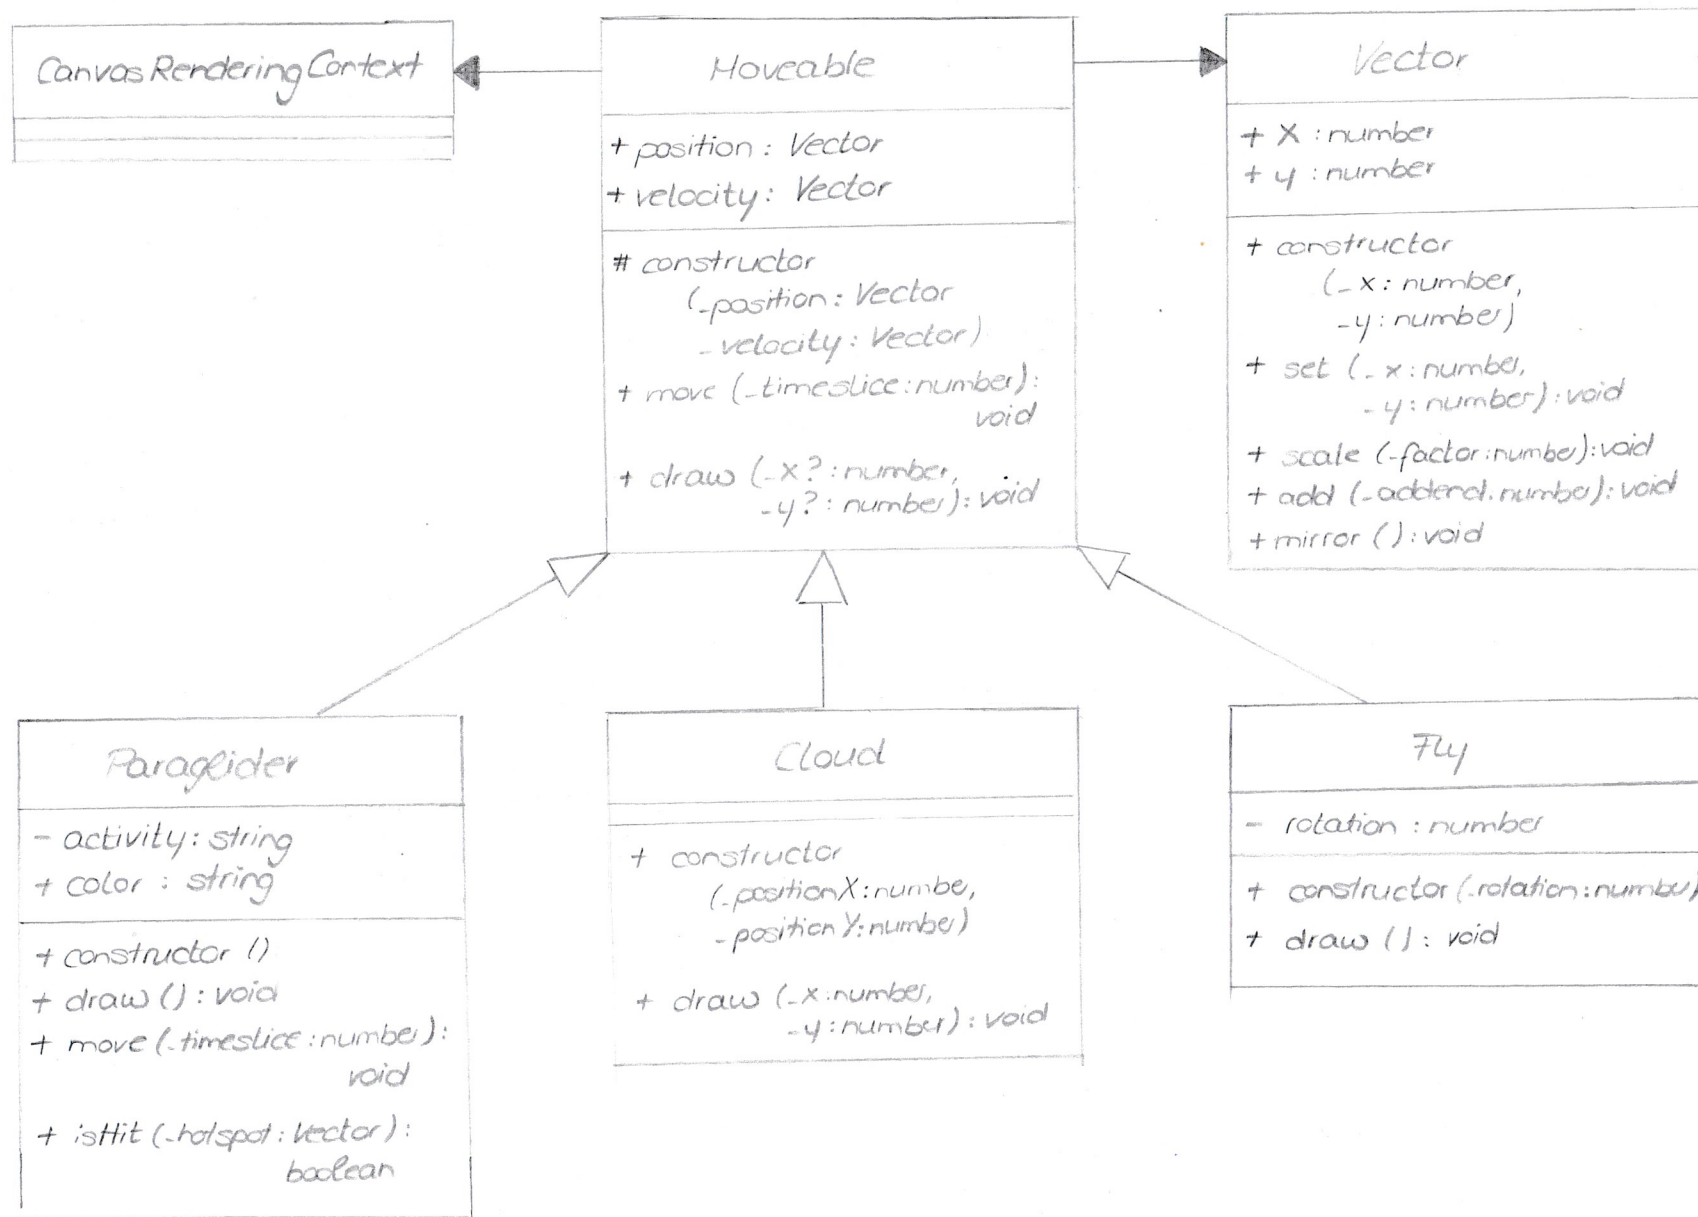 CanvasRenderingContext
Moveable
+ position : Vector
+ velocity : Vector
# constructor
(_position : Vector
_velocity : Vector)
+ move (_timeslice : number) :
void
+ draw (_x? : number,
_y? : number) : void
Vector
+ x : number
+ y : number
+ constructor
(_x : number,
_y : number)
+ set (_x : number,
_y : number) : void
+ scale (_factor : number) : void
+ add (_addend : number) : void
+ mirror () : void
Paraglider
- activity : string
+ color : string
+ constructor ()
+ draw () : void
+ move (_timeslice : number) :
void
+ isHit (_hotspot : Vector) :
boolean
Cloud
+ constructor
(_positionX : numbe,
_positionY : number)
+ draw (_x : number,
_y : number) : void
Fly
- rotation : number
+ constructor (_rotation : number)
+ draw () : void